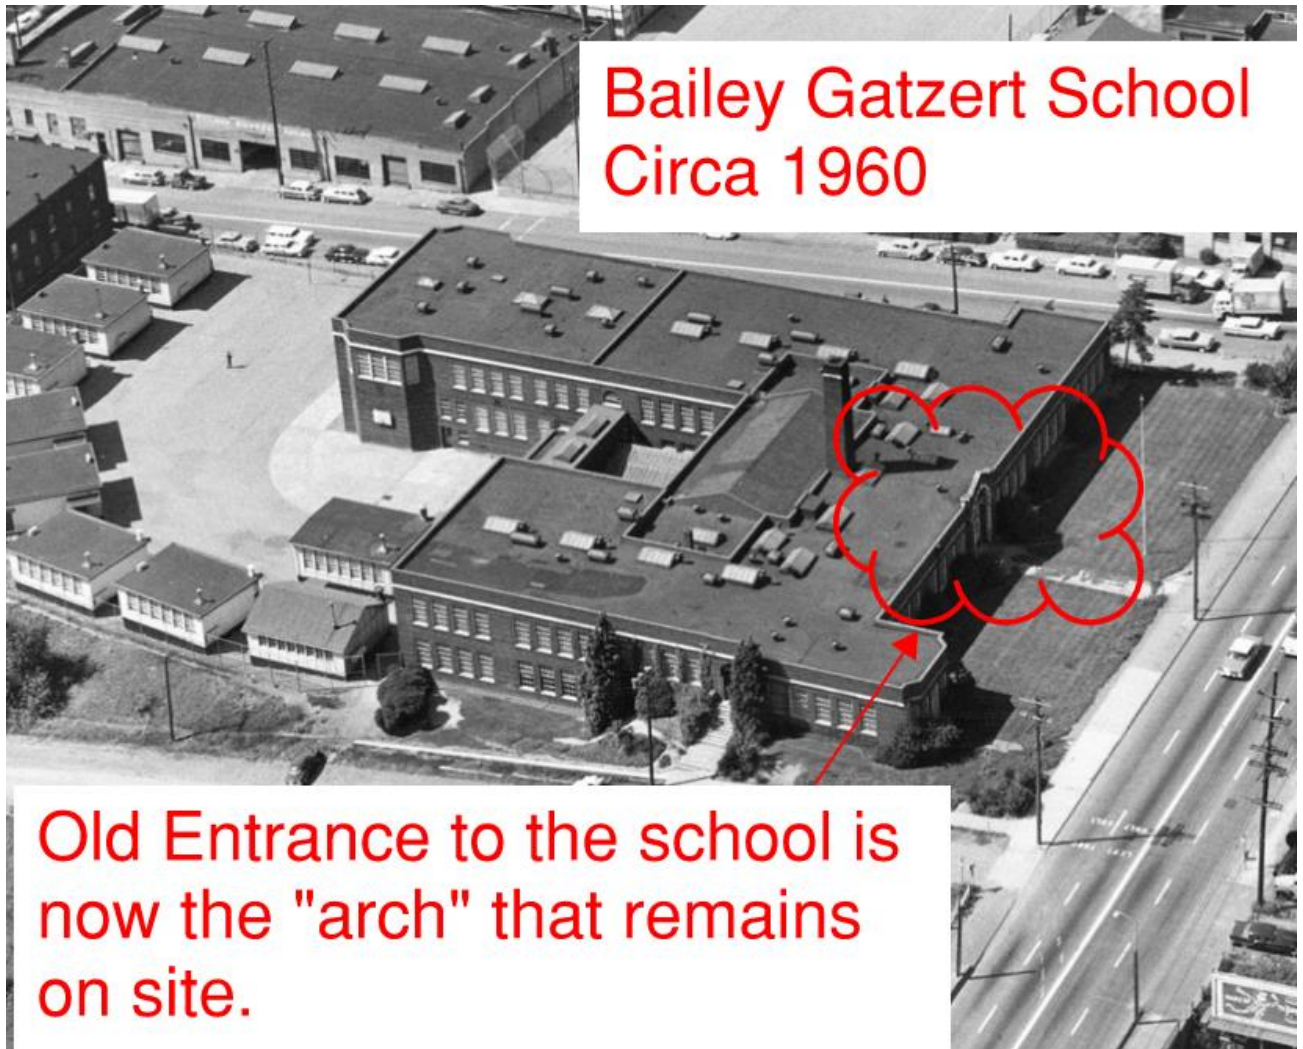 Bailey Gatzert School
Circa 1960
Old Entrance to the school is
now the "arch" that remains
on site.